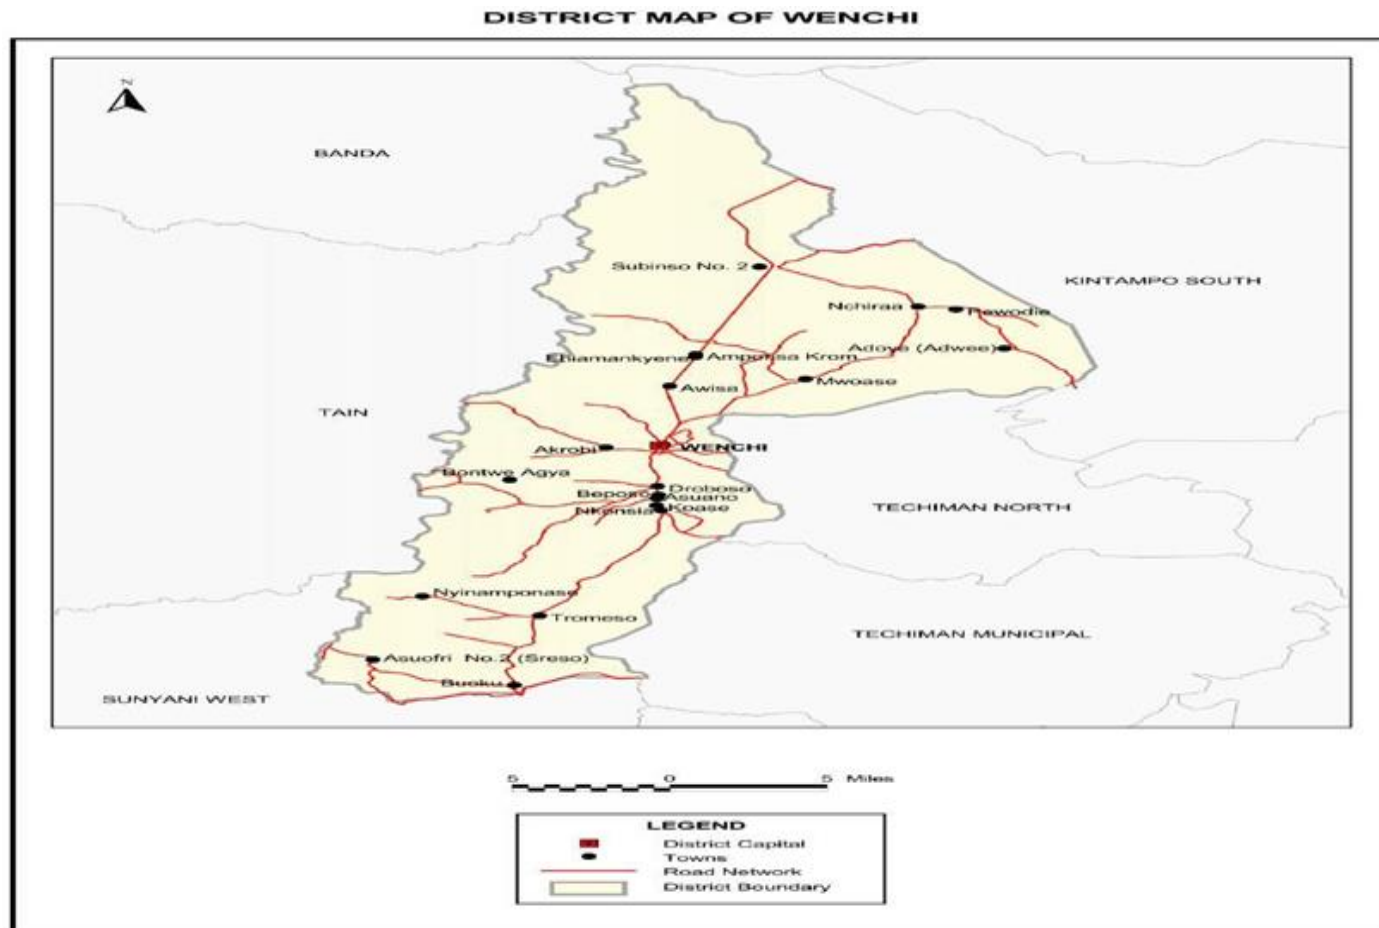 DISTRICT MAP OF WENCHI
N
BANDA
Subinso No. 2
KINTAMPO SOUTH
Nchiraa
Adoye (Adwee)
Amponsa Krom
Awisa
Mwoase
TAIN
Akrobi
WENCHI
Bontwe Agya
Droboso
Beposo
Asuano
Koase
Nkonsia
TECHIMAN NORTH
Nyinamponase
Tromeso
TECHIMAN MUNICIPAL
Asuofri No.2 (Sreso)
Buoku
SUNYANI WEST
5 0 5 Miles
LEGEND
District Capital
Towns
Road Network
District Boundary